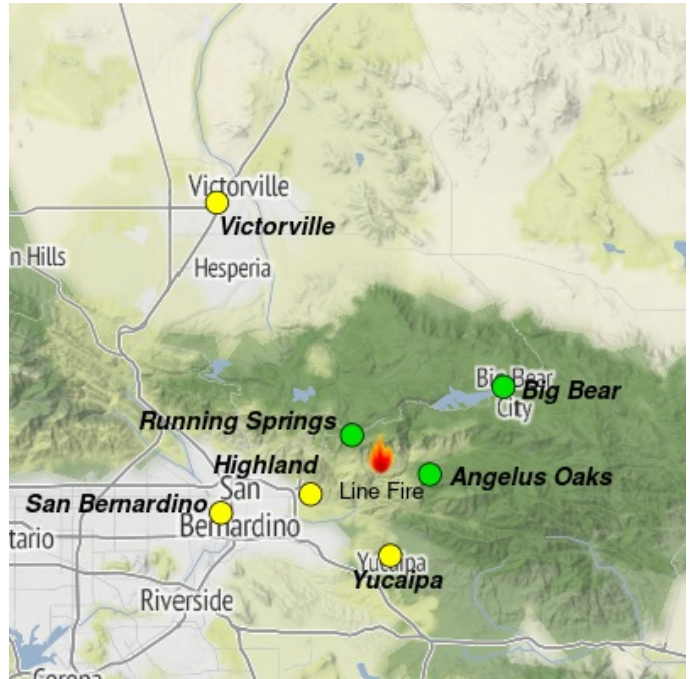 Victorville
Victorville
n Hills
Hesperia
Big Bear
City
Big Bear
Running Springs
Highland
Line Fire
Angelus Oaks
San
Bernardino
San Bernardino
tario
Yucaipa
Yucaipa
Riverside
Corona